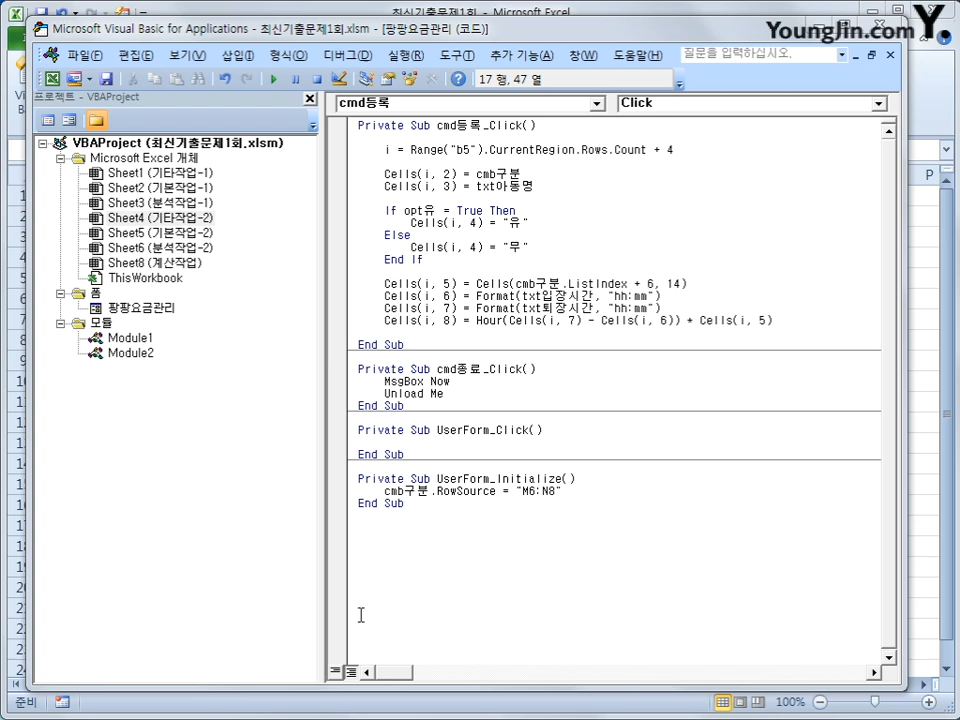 최신기출문제1회.xlsm - Microsoft Excel
Microsoft Visual Basic for Applications - 최신기출문제1회.xlsm - [팡팡요금관리 (코드)]
YoungJin.com Y.
파일(F) 편집(E) 보기(V) 삽입(I) 형식(O) 디버그(D) 실행(R) 도구(T) 추가 기능(A) 창(W) 도움말(H) 질문을 입력하십시오.
17 행, 47 열
프로젝트 - VBAProject
cmd등록 Click
VBAProject (최신기출문제1회.xlsm)
Microsoft Excel 개체
Sheet1 (기타작업-1)
Sheet2 (기본작업-1)
Sheet3 (분석작업-1)
Sheet4 (기타작업-2)
Sheet5 (기본작업-2)
Sheet6 (분석작업-2)
Sheet8 (계산작업)
ThisWorkbook
폼
팡팡요금관리
모듈
Module1
Module2
Private Sub cmd등록_Click()
i = Range("b5").CurrentRegion.Rows.Count + 4
Cells(i, 2) = cmb구분
Cells(i, 3) = txt아동명
If opt유 = True Then
Cells(i, 4) = "유"
Else
Cells(i, 4) = "무"
End If
Cells(i, 5) = Cells(cmb구분.ListIndex + 6, 14)
Cells(i, 6) = Format(txt입장시간, "hh:mm")
Cells(i, 7) = Format(txt퇴장시간, "hh:mm")
Cells(i, 8) = Hour(Cells(i, 7) - Cells(i, 6)) * Cells(i, 5)
End Sub
Private Sub cmd종료_Click()
MsgBox Now
Unload Me
End Sub
Private Sub UserForm_Click()
End Sub
Private Sub UserForm_Initialize()
cmb구분.RowSource = "M6:N8"
End Sub
P
준비
100%